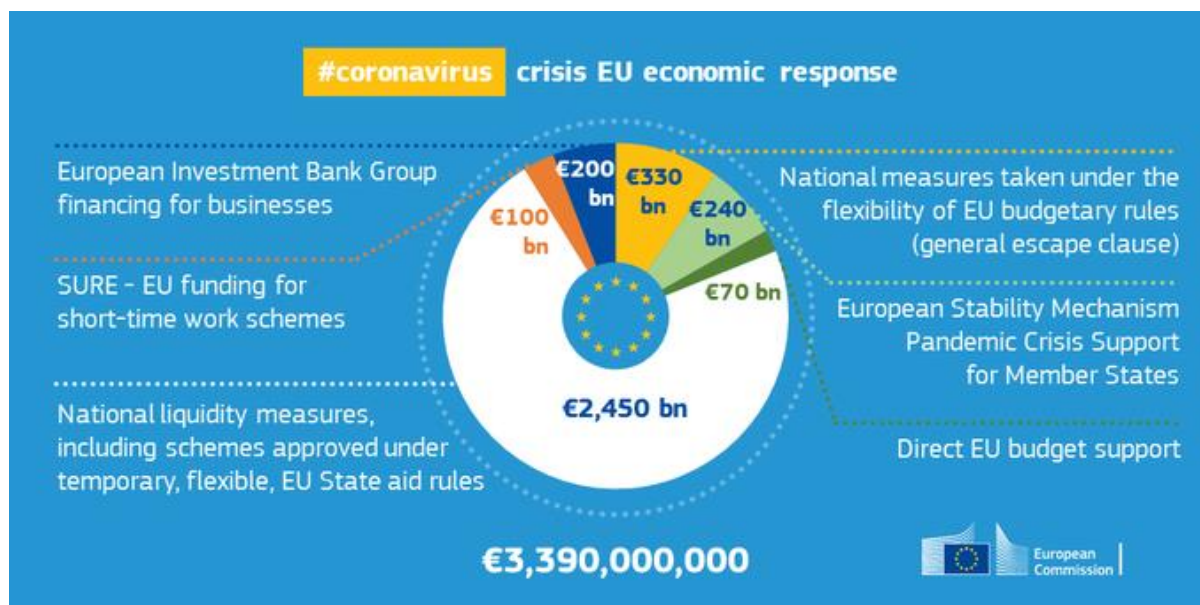 #coronavirus crisis EU economic response
European Investment Bank Group
financing for businesses
SURE - EU funding for
short-time work schemes
National liquidity measures,
including schemes approved under
temporary, flexible, EU State aid rules
€200
bn
€330
bn
€240
bn
€100
bn
€70 bn
€2,450 bn
National measures taken under the
flexibility of EU budgetary rules
(general escape clause)
European Stability Mechanism
Pandemic Crisis Support
for Member States
Direct EU budget support
€3,390,000,000
European
Commission